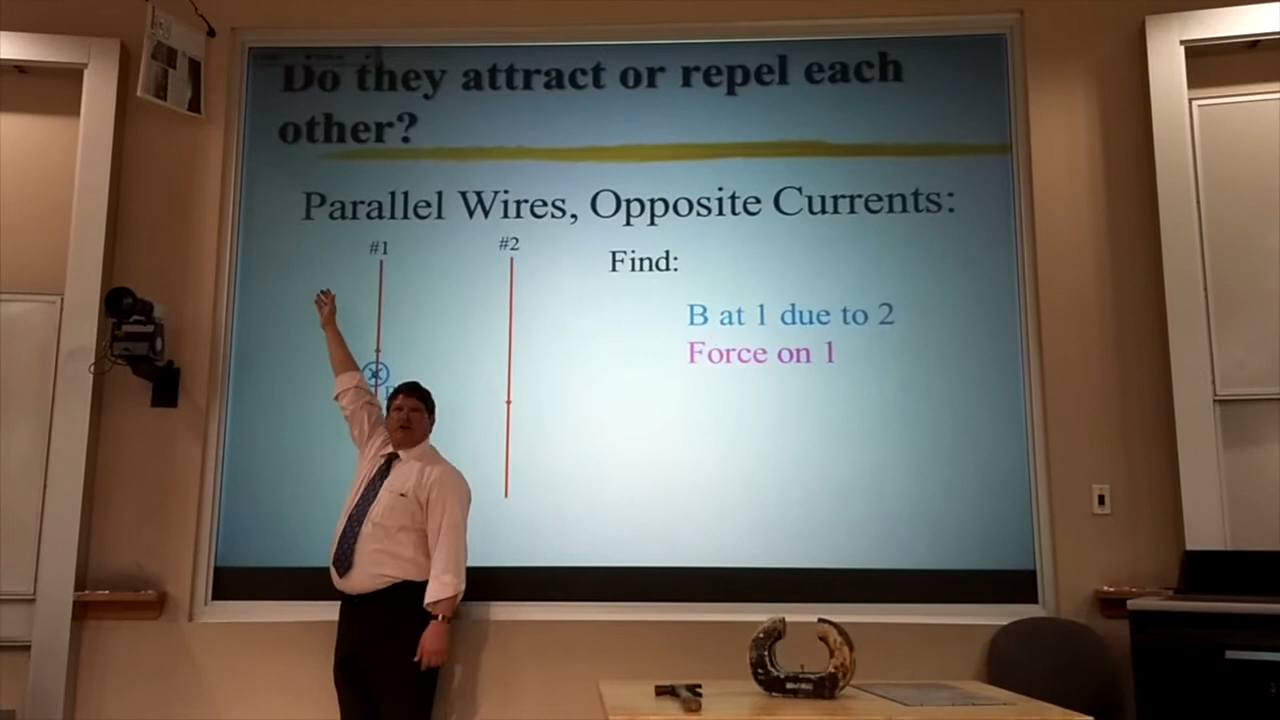 Do they attract or repel each
other?
Parallel Wires, Opposite Currents:
#1
#2
Find:
B at 1 due to 2
Force on 1